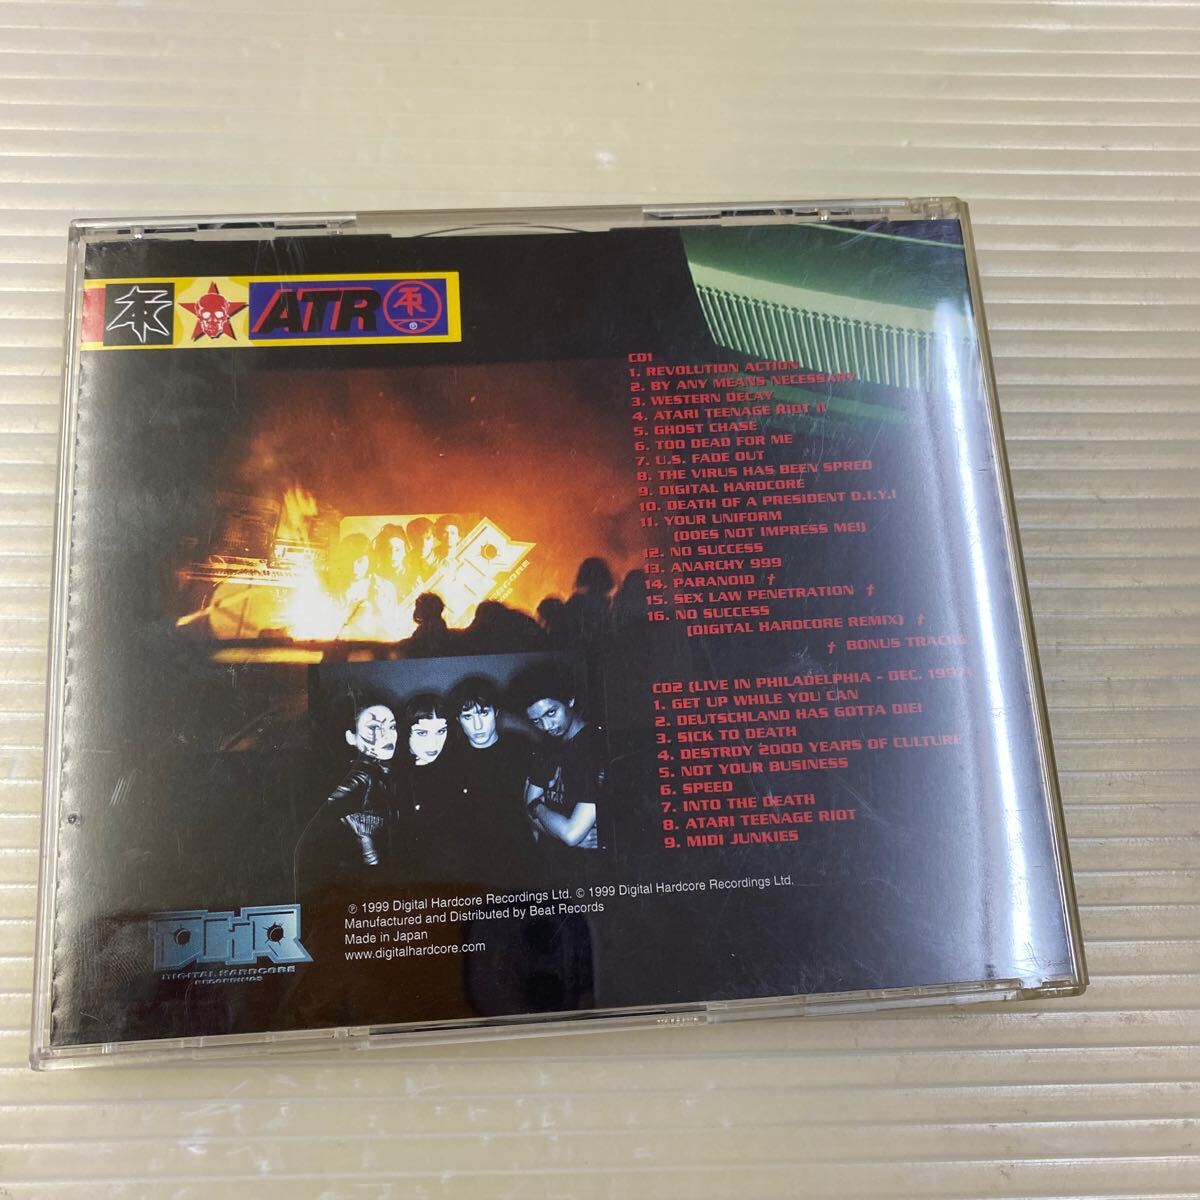 ATR
®
CD1
1. REVOLUTION ACTION
2. BY ANY MEANS NECESSARY
3. WESTERN DECAY
4. ATARI TEENAGE RIOT II
5. GHOST CHASE
6. TOO DEAD FOR ME
7. U.S. FADE OUT
8. THE VIRUS HAS BEEN SPRED
9. DIGITAL HARDCORE
10. DEATH OF A PRESIDENT D.I.Y.!
11. YOUR UNIFORM
(DOES NOT IMPRESS ME!)
12. NO SUCCESS
13. ANARCHY 999
14. PARANOID †
15. SEX LAW PENETRATION †
16. NO SUCCESS
(DIGITAL HARDCORE REMIX) †
† BONUS TRACKS
CD2 (LIVE IN PHILADELPHIA - DEC. 1997)
1. GET UP WHILE YOU CAN
2. DEUTSCHLAND HAS GOTTA DIE!
3. SICK TO DEATH
4. DESTROY 2000 YEARS OF CULTURE
5. NOT YOUR BUSINESS
6. SPEED
7. INTO THE DEATH
8. ATARI TEENAGE RIOT
9. MIDI JUNKIES
℗ 1999 Digital Hardcore Recordings Ltd. © 1999 Digital Hardcore Recordings Ltd.
Manufactured and Distributed by Beat Records
Made in Japan
www.digitalhardcore.com
DHR
DIGITAL HARDCORE
RECORDINGS